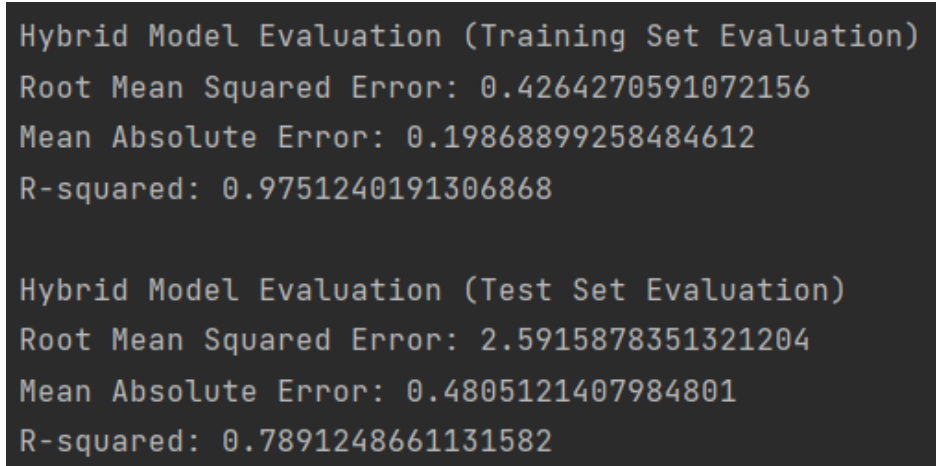 Hybrid Model Evaluation (Training Set Evaluation)
Root Mean Squared Error: 0.4264270591072156
Mean Absolute Error: 0.19868899258484612
R-squared: 0.9751240191306868
Hybrid Model Evaluation (Test Set Evaluation)
Root Mean Squared Error: 2.5915878351321204
Mean Absolute Error: 0.4805121407984801
R-squared: 0.7891248661131582